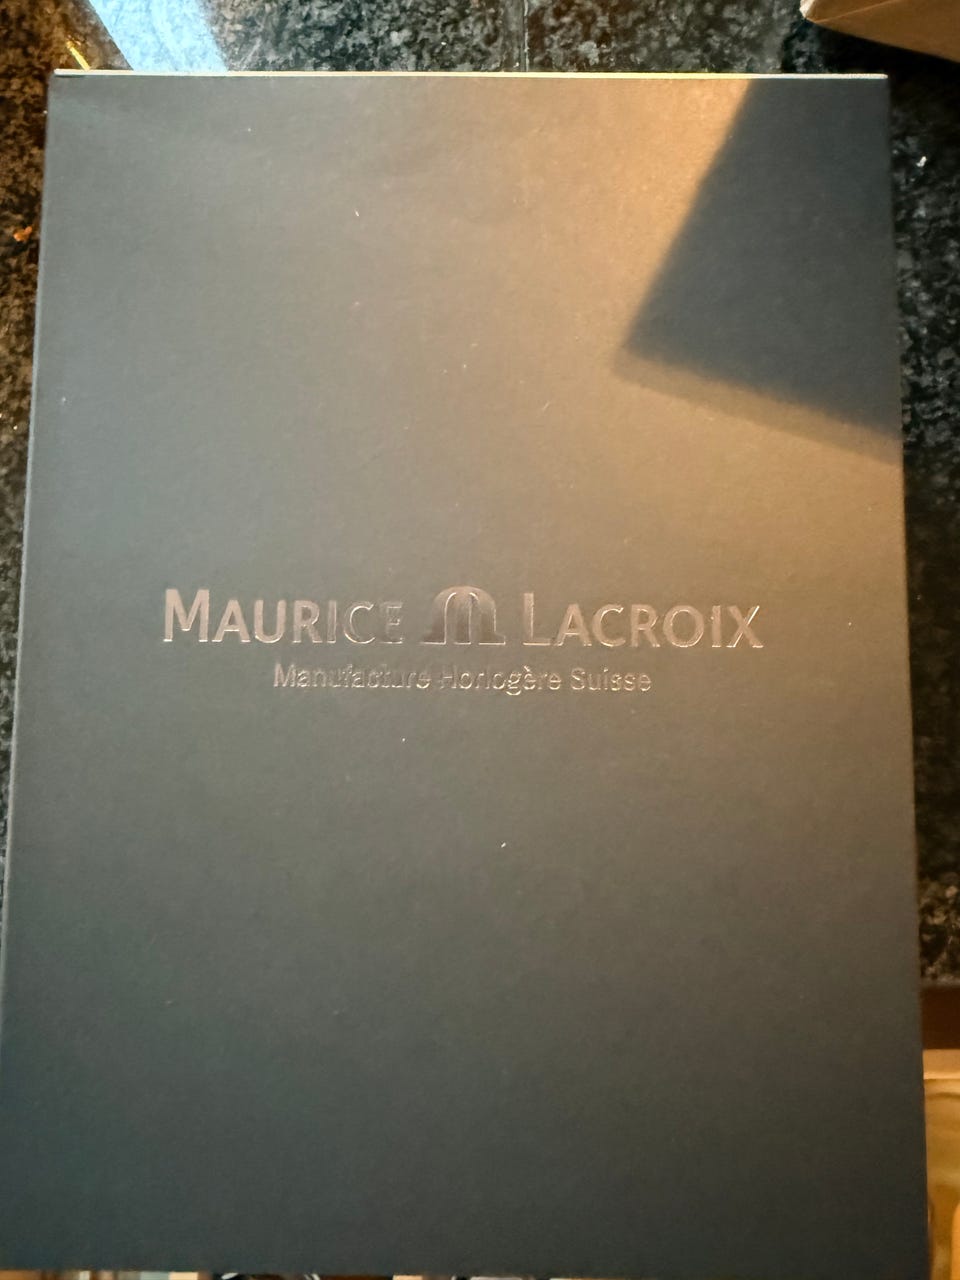 MAURICE LACROIX
Manufacture Horlogère Suisse